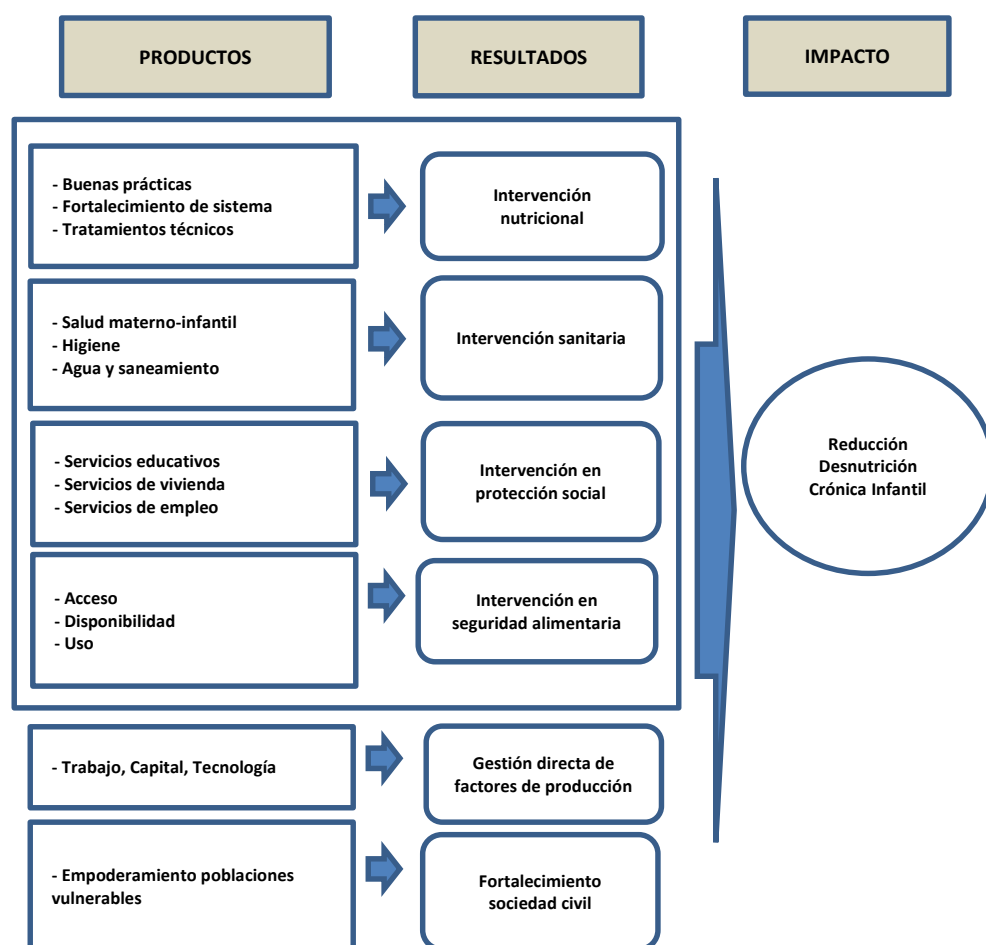 PRODUCTOS
RESULTADOS
IMPACTO
- Buenas prácticas
- Fortalecimiento de sistema
- Tratamientos técnicos
Intervención
nutricional
- Salud materno-infantil
- Higiene
- Agua y saneamiento
Intervención sanitaria
- Servicios educativos
- Servicios de vivienda
- Servicios de empleo
Intervención en
protección social
- Acceso
- Disponibilidad
- Uso
Intervención en
seguridad alimentaria
- Trabajo, Capital, Tecnología
Gestión directa de
factores de producción
- Empoderamiento poblaciones
vulnerables
Fortalecimiento
sociedad civil
Reducción
Desnutrición
Crónica Infantil